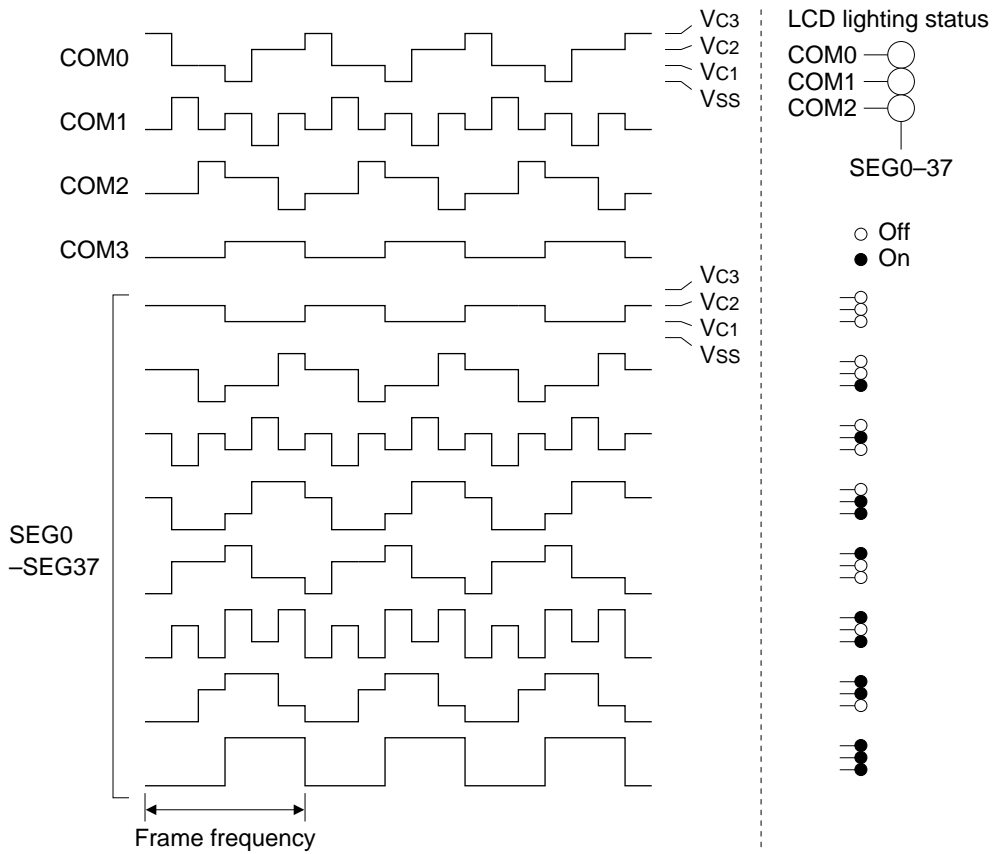 COM0
COM1
COM2
COM3
VC3
VC2
VC1
VSS
VC3
VC2
VC1
VSS
SEG0
–SEG37
Frame frequency
LCD lighting status
COM0
COM1
COM2
SEG0–37
Off
On